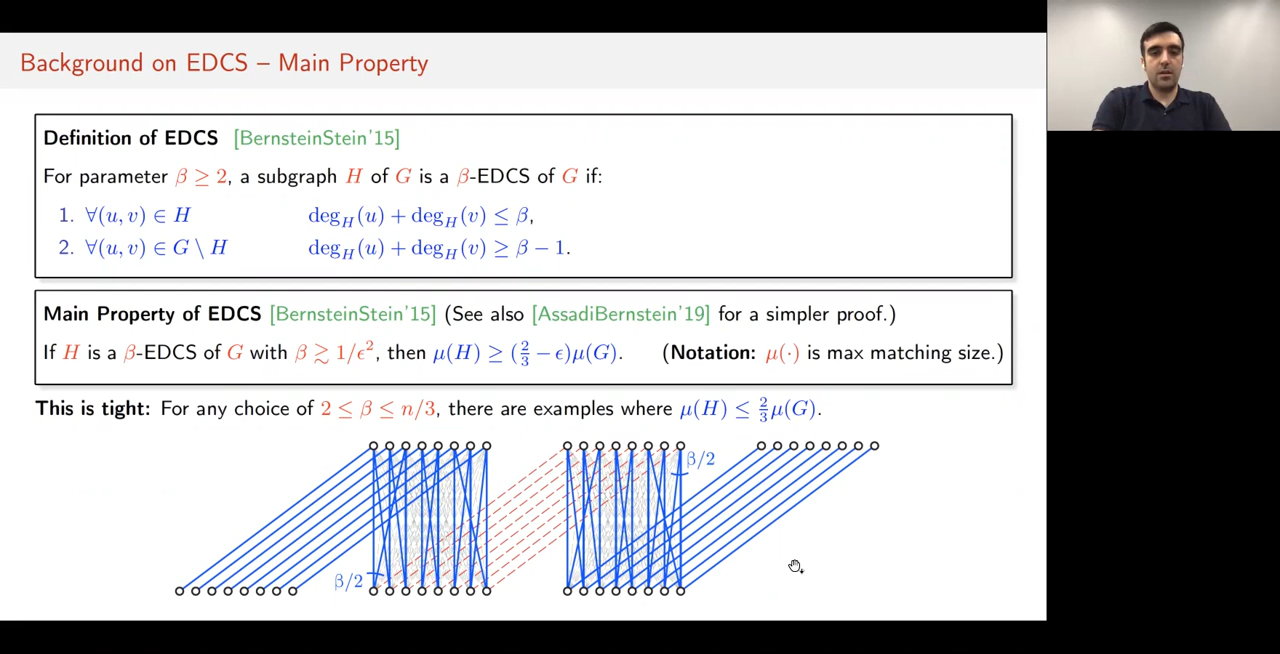 Background on EDCS – Main Property
Definition of EDCS [BernsteinStein'15]
For parameter β ≥ 2, a subgraph H of G is a β-EDCS of G if:
1. ∀(u, v) ∈ H deg_H(u) + deg_H(v) ≤ β,
2. ∀(u, v) ∈ G \ H deg_H(u) + deg_H(v) ≥ β − 1.
Main Property of EDCS [BernsteinStein'15] (See also [AssadiBernstein'19] for a simpler proof.)
If H is a β-EDCS of G with β ≳ 1/ϵ², then μ(H) ≥ (2/3 − ϵ)μ(G). (Notation: μ(·) is max matching size.)
This is tight: For any choice of 2 ≤ β ≤ n/3, there are examples where μ(H) ≤ 2/3 μ(G).
β/2
β/2